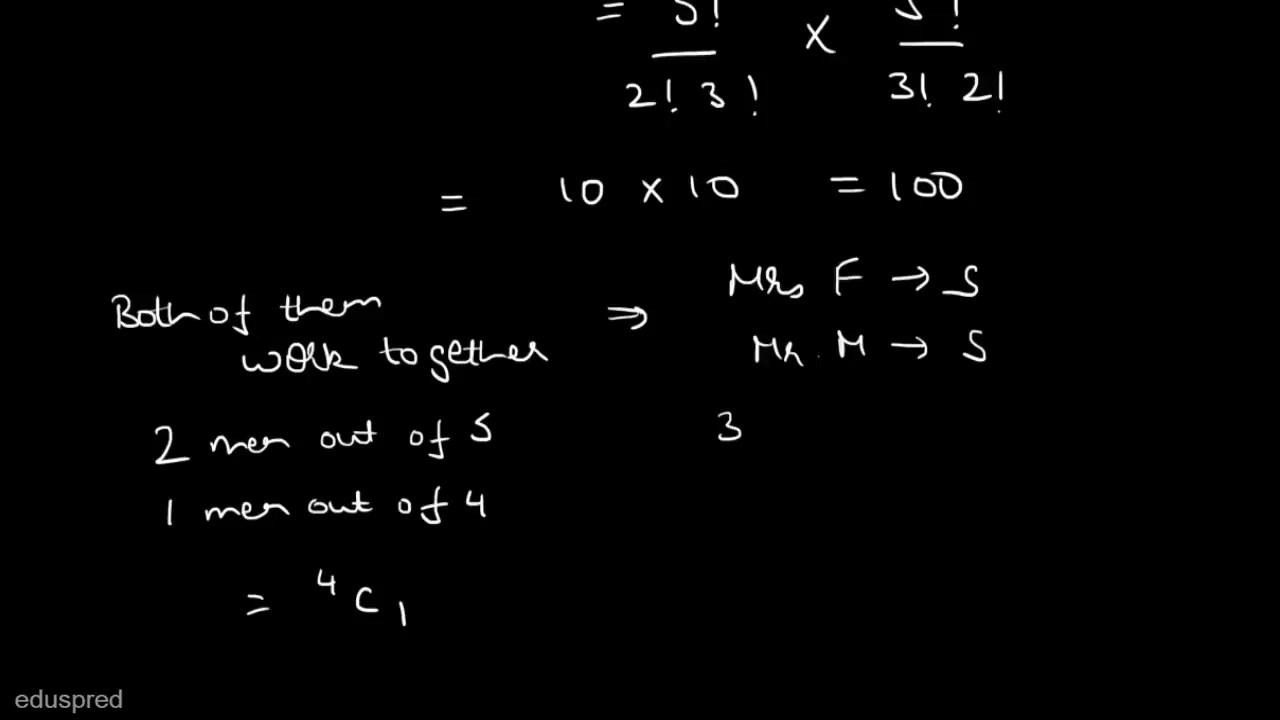 = 5! × 5!
2! 3! 3! 2!
= 10 × 10 = 100
Both of them ⇒ Mrs F → S
work together Mr. M → S
2 men out of 5 3
1 men out of 4
= ⁴C₁
eduspred